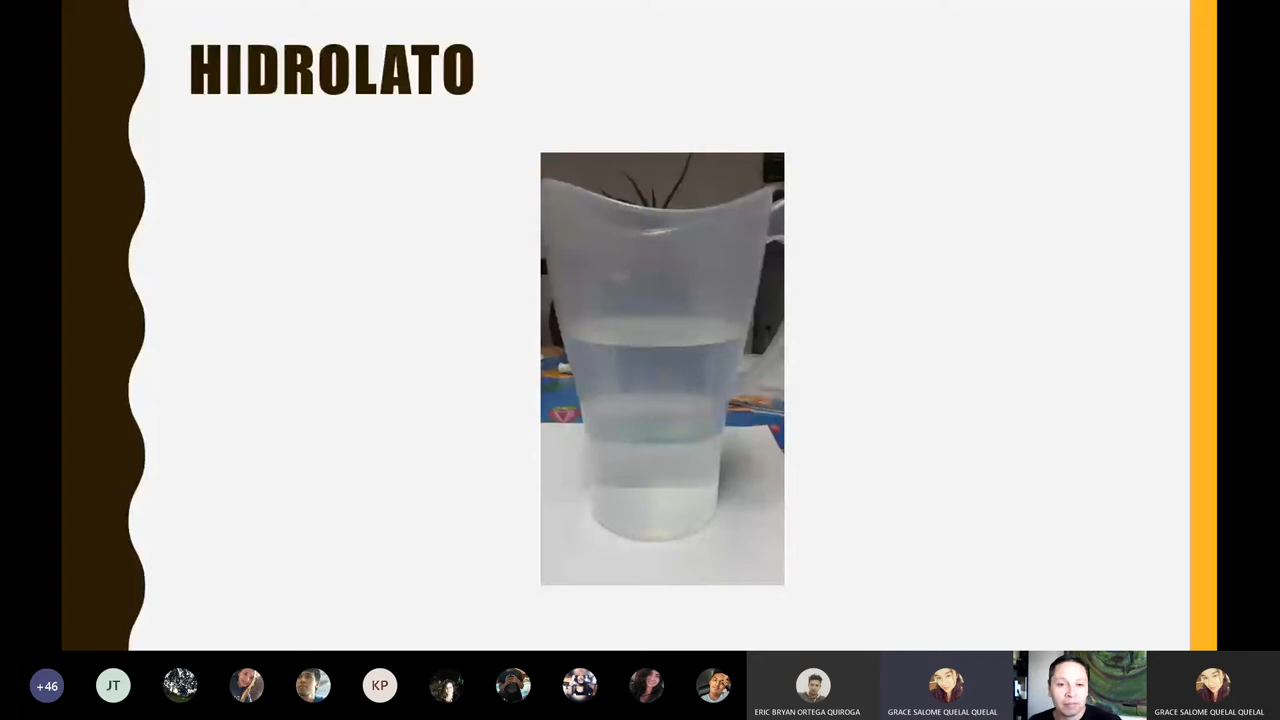 HIDROLATO
+46
JT
KP
ERIC BRYAN ORTEGA QUIROGA
GRACE SALOME QUELAL QUELAL
GRACE SALOME QUELAL QUELAL